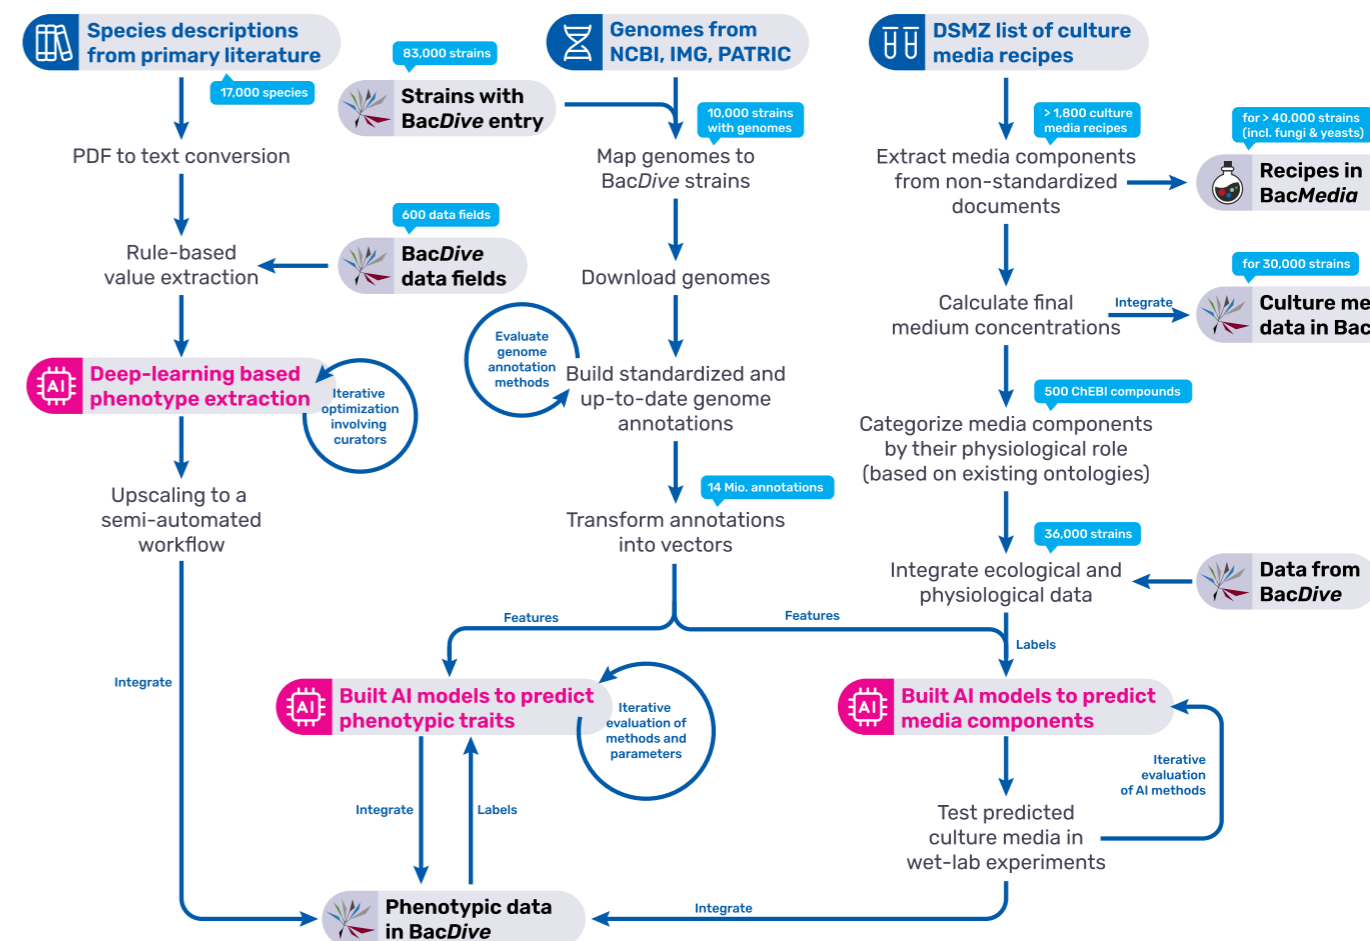 Species descriptions
from primary literature
17,000 species
83,000 strains
Strains with
BacDive entry
Genomes from
NCBI, IMG, PATRIC
10,000 strains
with genomes
DSMZ list of culture
media recipes
> 1,800 culture
media recipes
for > 40,000 strains
(incl. fungi & yeasts)
Recipes in
BacMedia
PDF to text conversion
Map genomes to
BacDive strains
Extract media components
from non-standardized
documents
600 data fields
BacDive
data fields
Rule-based
value extraction
Download genomes
Calculate final
medium concentrations
Integrate
for 30,000 strains
Culture me
data in Bac
Evaluate
genome
annotation
methods
Build standardized and
up-to-date genome
annotations
AI
Deep-learning based
phenotype extraction
Iterative
optimization
involving
curators
500 ChEBI compounds
Categorize media components
by their physiological role
(based on existing ontologies)
Upscaling to a
semi-automated
workflow
14 Mio. annotations
Transform annotations
into vectors
36,000 strains
Integrate ecological and
physiological data
Data from
BacDive
Features
Features
Labels
Integrate
AI
Built AI models to predict
phenotypic traits
Iterative
evaluation of
methods and
parameters
AI
Built AI models to predict
media components
Iterative
evaluation
of AI methods
Integrate
Labels
Test predicted
culture media in
wet-lab experiments
Phenotypic data
in BacDive
Integrate